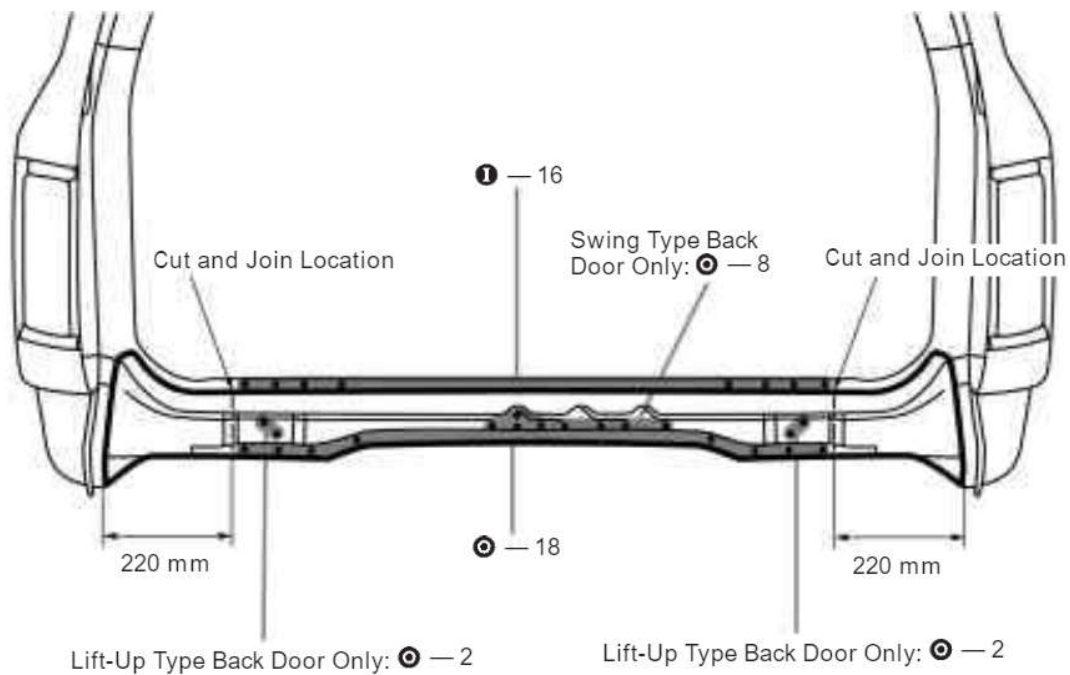 I — 16
Swing Type Back
Door Only: ⊙ — 8
Cut and Join Location
Cut and Join Location
220 mm
⊙ — 18
220 mm
Lift-Up Type Back Door Only: ⊙ — 2
Lift-Up Type Back Door Only: ⊙ — 2